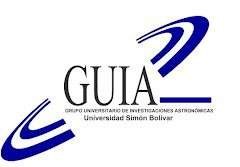 GUIA
GRUPO UNIVERSITARIO DE INVESTIGACIONES ASTRONÓMICAS
Universidad Simón Bolívar